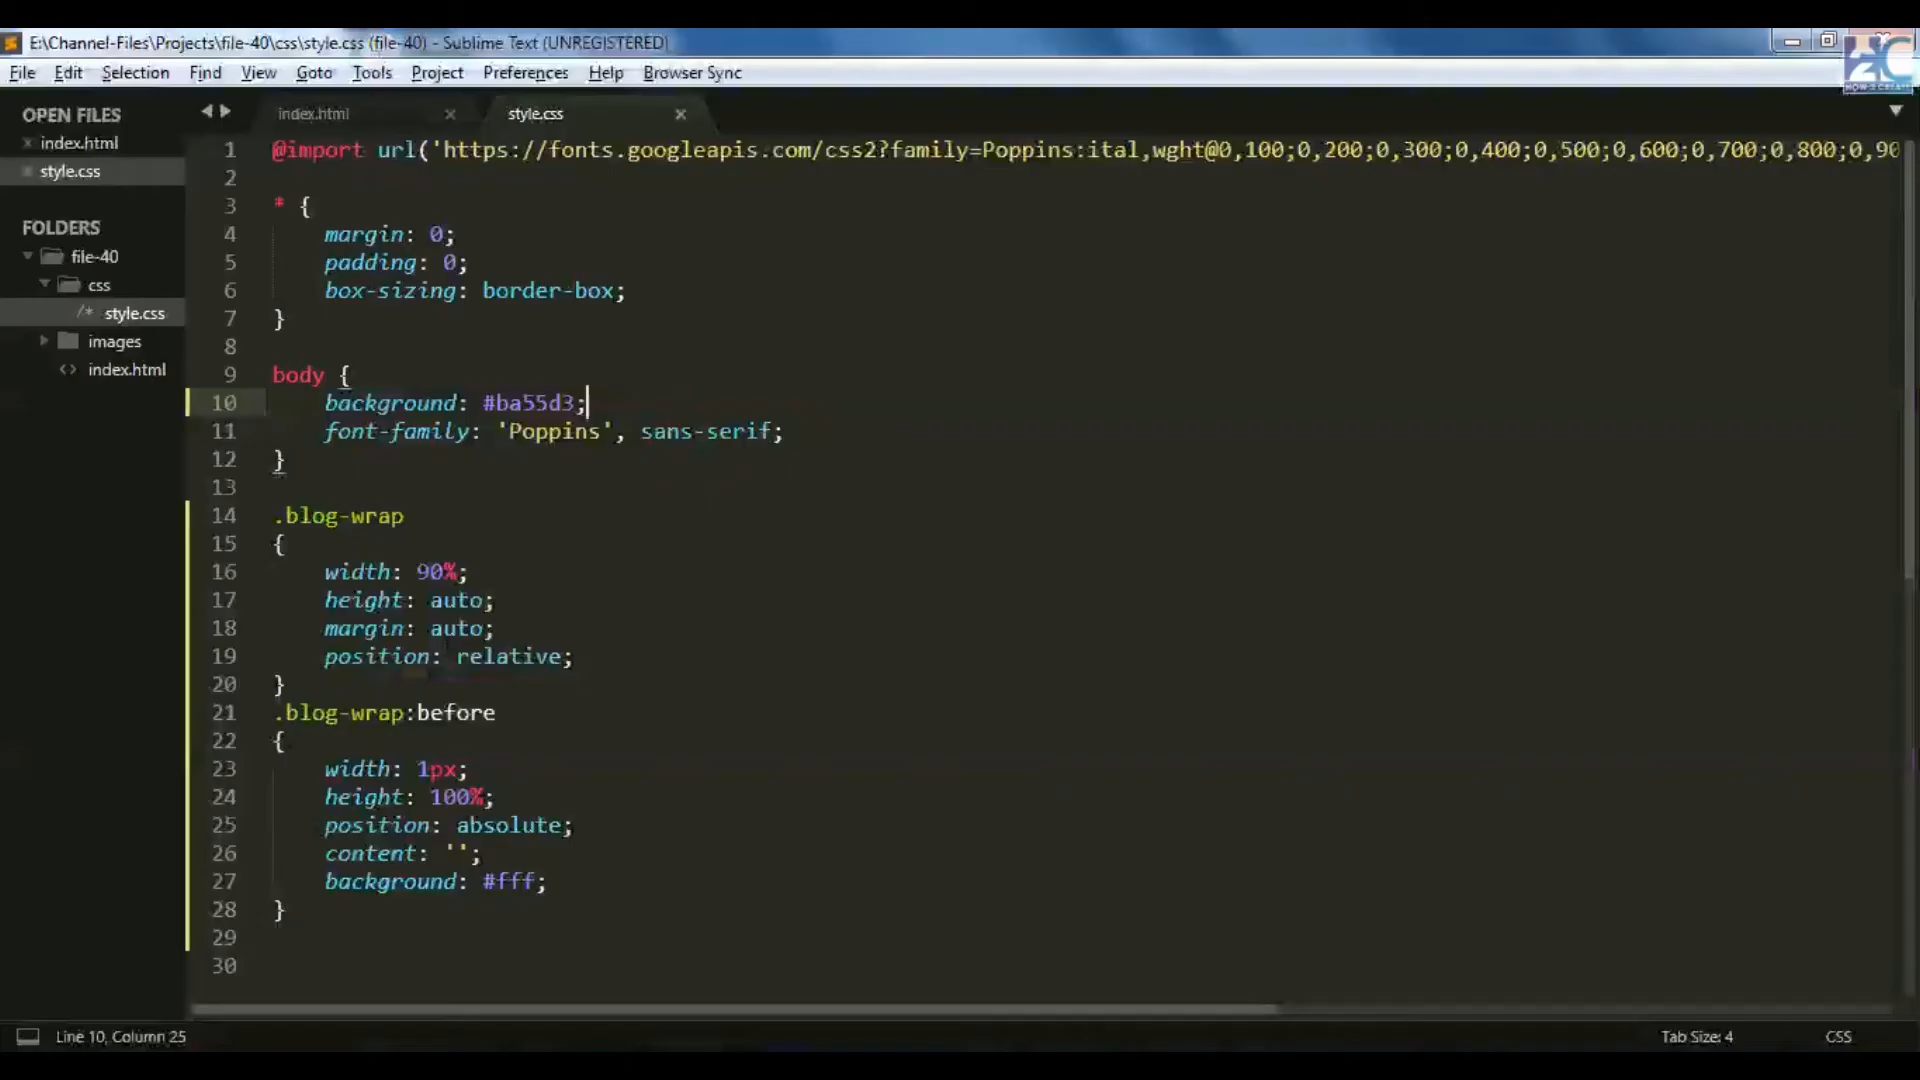 E:\Channel-Files\Projects\file-40\css\style.css (file-40) - Sublime Text (UNREGISTERED)
File Edit Selection Find View Goto Tools Project Preferences Help Browser Sync
HOW 2 CREATE
OPEN FILES
index.html
style.css
FOLDERS
file-40
css
/* style.css
images
<> index.html
index.html style.css
1 @import url('https://fonts.googleapis.com/css2?family=Poppins:ital,wght@0,100;0,200;0,300;0,400;0,500;0,600;0,700;0,800;0,90
2
3 * {
4 margin: 0;
5 padding: 0;
6 box-sizing: border-box;
7 }
8
9 body {
10 background: #ba55d3;
11 font-family: 'Poppins', sans-serif;
12 }
13
14 .blog-wrap
15 {
16 width: 90%;
17 height: auto;
18 margin: auto;
19 position: relative;
20 }
21 .blog-wrap:before
22 {
23 width: 1px;
24 height: 100%;
25 position: absolute;
26 content: '';
27 background: #fff;
28 }
29
30
Line 10, Column 25
Tab Size: 4
CSS